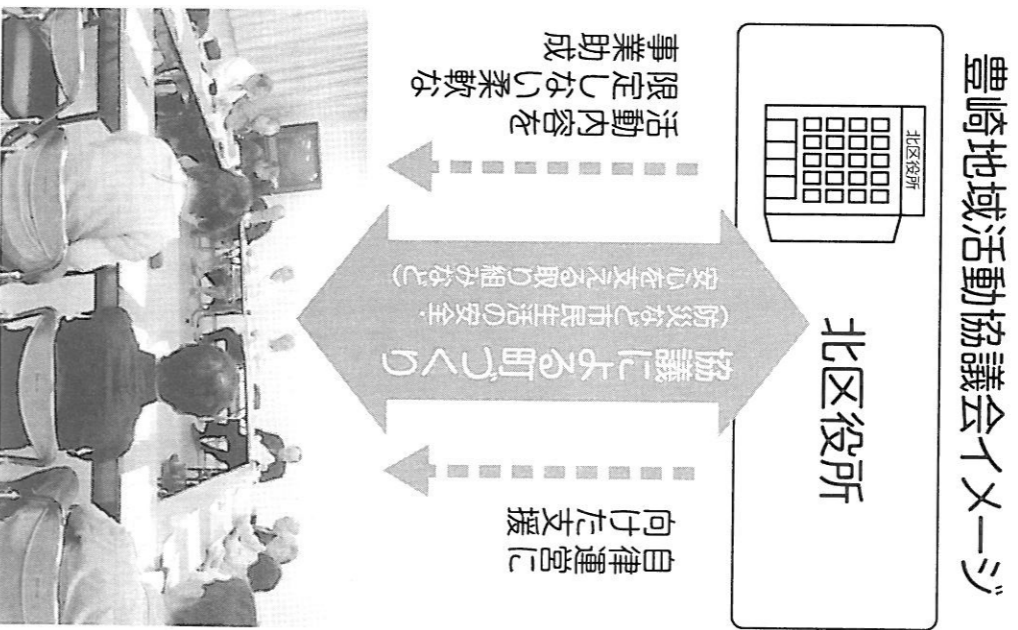 豊崎地域活動協議会イメージ
北区役所
北区役所
自律運営に
向けた支援
協議による町づくり
(防災など市民生活の安全・
安心を支える取り組みなど)
活動内容を
限定しない柔軟な
事業助成